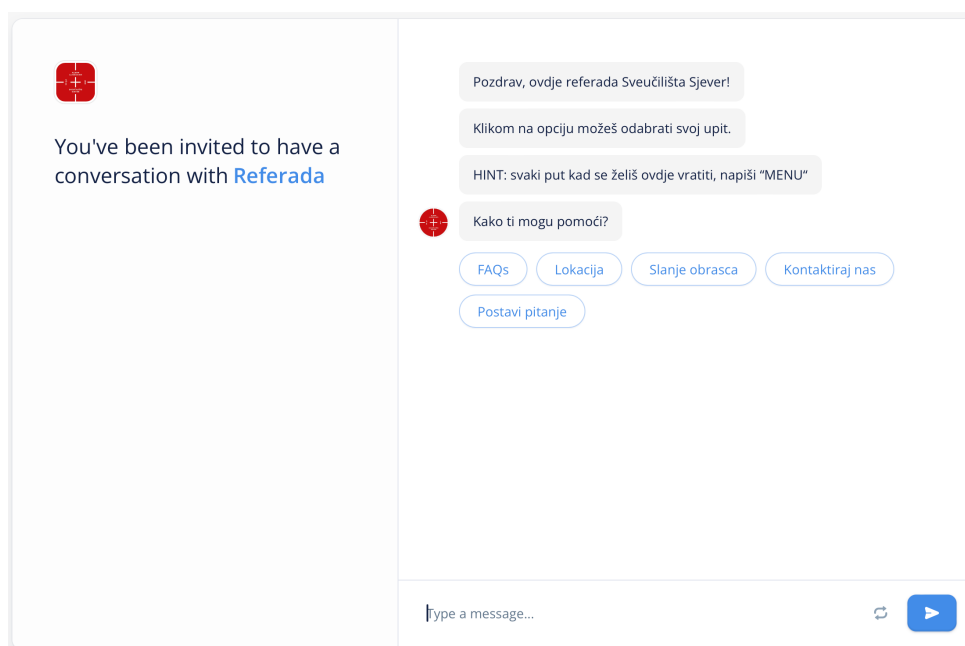 You've been invited to have a
conversation with Referada
Pozdrav, ovdje referada Sveučilišta Sjever!
Klikom na opciju možeš odabrati svoj upit.
HINT: svaki put kad se želiš ovdje vratiti, napiši “MENU“
Kako ti mogu pomoći?
FAQs
Lokacija
Slanje obrasca
Kontaktiraj nas
Postavi pitanje
Type a message...